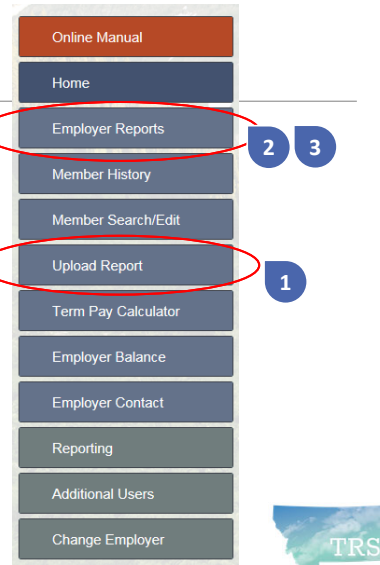 Online Manual
Home
Employer Reports
2 3
Member History
Member Search/Edit
Upload Report
1
Term Pay Calculator
Employer Balance
Employer Contact
Reporting
Additional Users
Change Employer
TRS